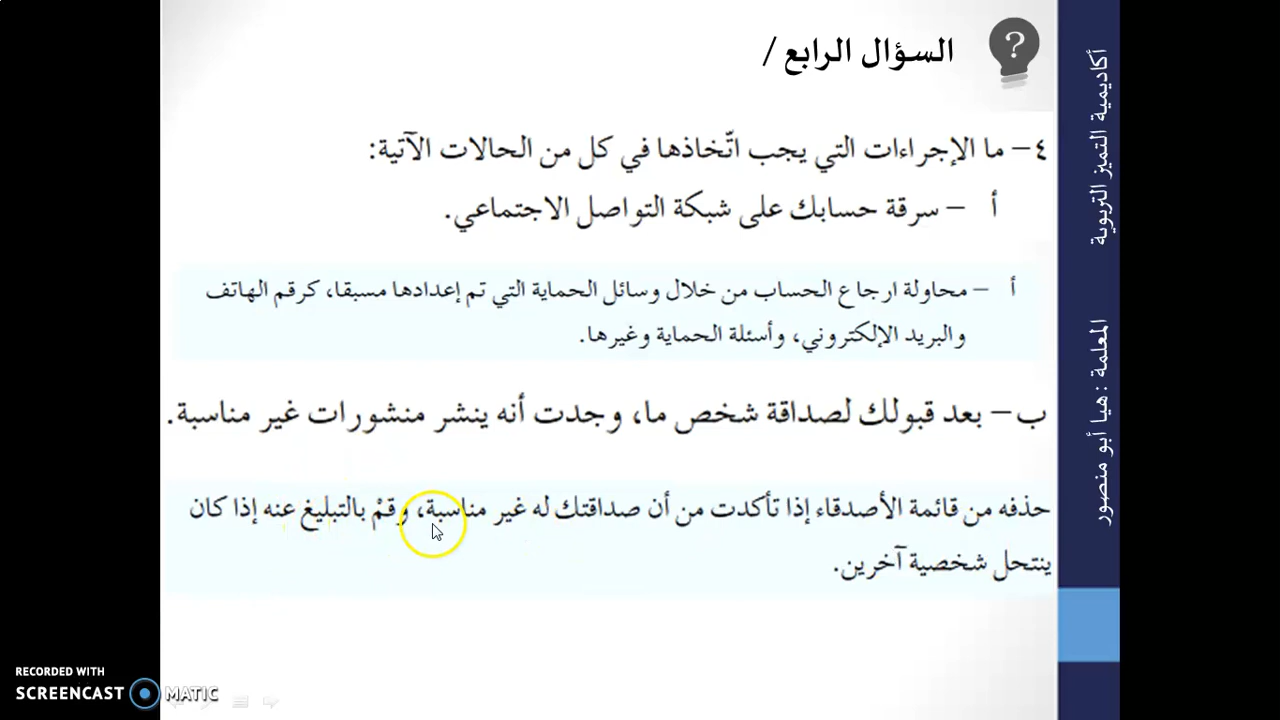 السؤال الرابع /
٤ – ما الإجراءات التي يجب اتّخاذها في كل من الحالات الآتية:
أ – سرقة حسابك على شبكة التواصل الاجتماعي.
أ – محاولة ارجاع الحساب من خلال وسائل الحماية التي تم إعدادها مسبقا، كرقم الهاتف
والبريد الإلكتروني، وأسئلة الحماية وغيرها.
ب – بعد قبولك لصداقة شخص ما، وجدت أنه ينشر منشورات غير مناسبة.
حذفه من قائمة الأصدقاء إذا تأكدت من أن صداقتك له غير مناسبة، وقمْ بالتبليغ عنه إذا كان
ينتحل شخصية آخرين.
أكاديمية التميز التربوية
المعلمة : هيا أبو منصور
RECORDED WITH
SCREENCAST MATIC